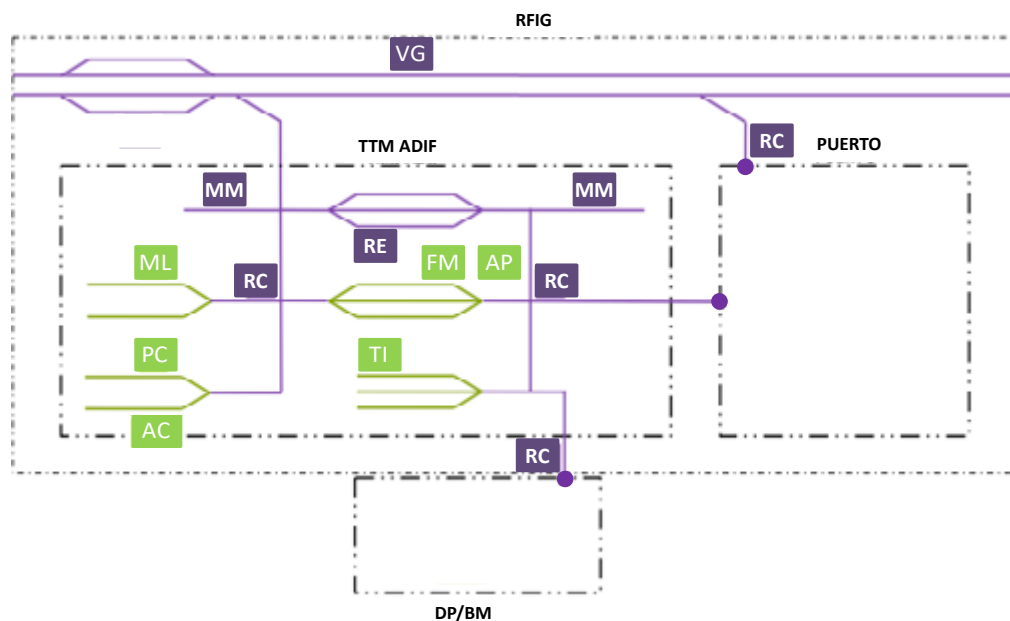 RFIG
VG
RC
TTM ADIF
PUERTO
MM
MM
RE
ML
FM
AP
RC
RC
PC
TI
AC
RC
DP/BM